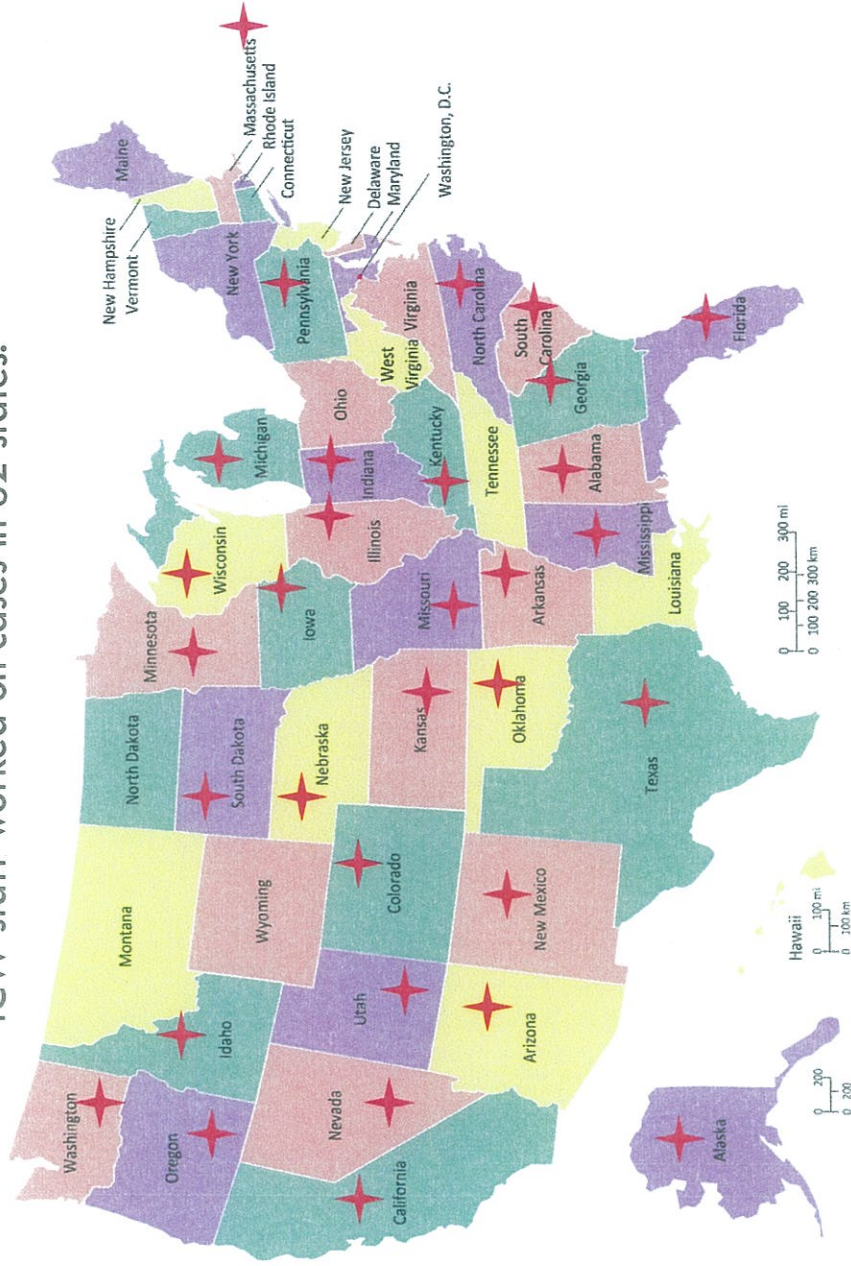 staff worked on cases in 32 states.
Washington
Oregon
California
Nevada
Idaho
Montana
Wyoming
Utah
Arizona
Colorado
New Mexico
North Dakota
South Dakota
Nebraska
Kansas
Oklahoma
Texas
Minnesota
Iowa
Missouri
Arkansas
Louisiana
Wisconsin
Illinois
Michigan
Indiana
Ohio
Kentucky
Tennessee
Mississippi
Alabama
Georgia
Florida
South
Carolina
North Carolina
Virginia
West
Virginia
Pennsylvania
New York
New Hampshire
Vermont
Maine
Massachusetts
Rhode Island
Connecticut
New Jersey
Delaware
Maryland
Washington, D.C.
Alaska
0 200
0 200
Hawaii
0 100 mi
0 100 km
0 100 200 300 mi
0 100 200 300 km